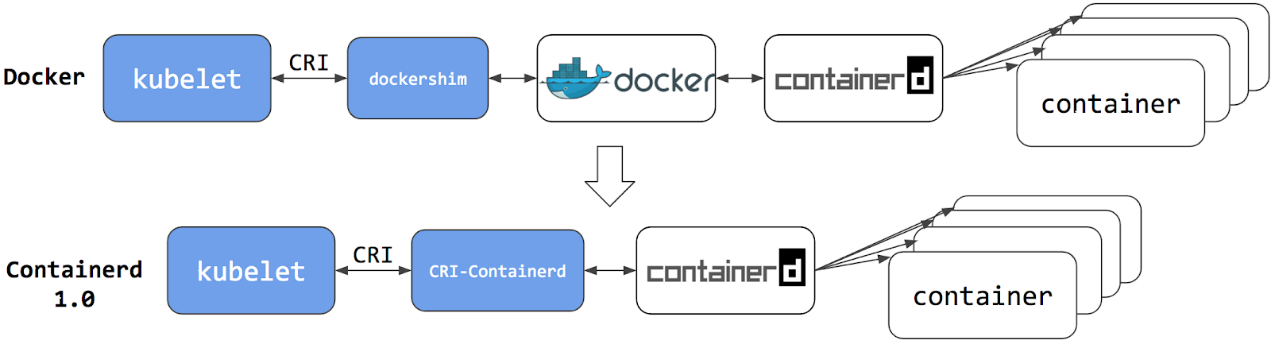 Docker
kubelet
CRI
dockershim
docker
containerd
container
Containerd
1.0
kubelet
CRI
CRI-Containerd
containerd
container